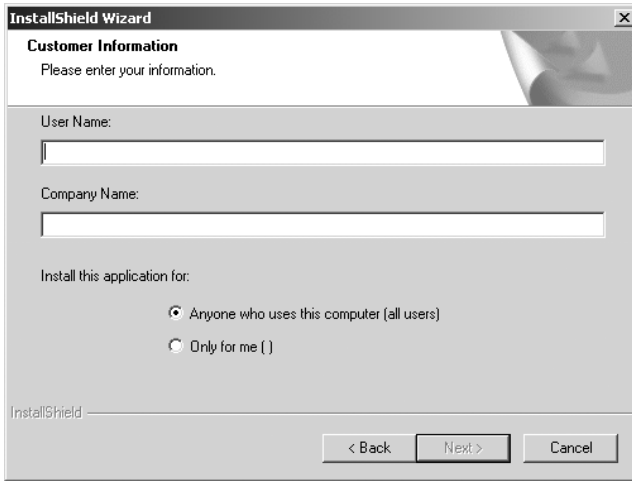 InstallShield Wizard
Customer Information
Please enter your information.
User Name:
Company Name:
Install this application for:
Anyone who uses this computer (all users)
Only for me ( )
InstallShield
< Back Next > Cancel